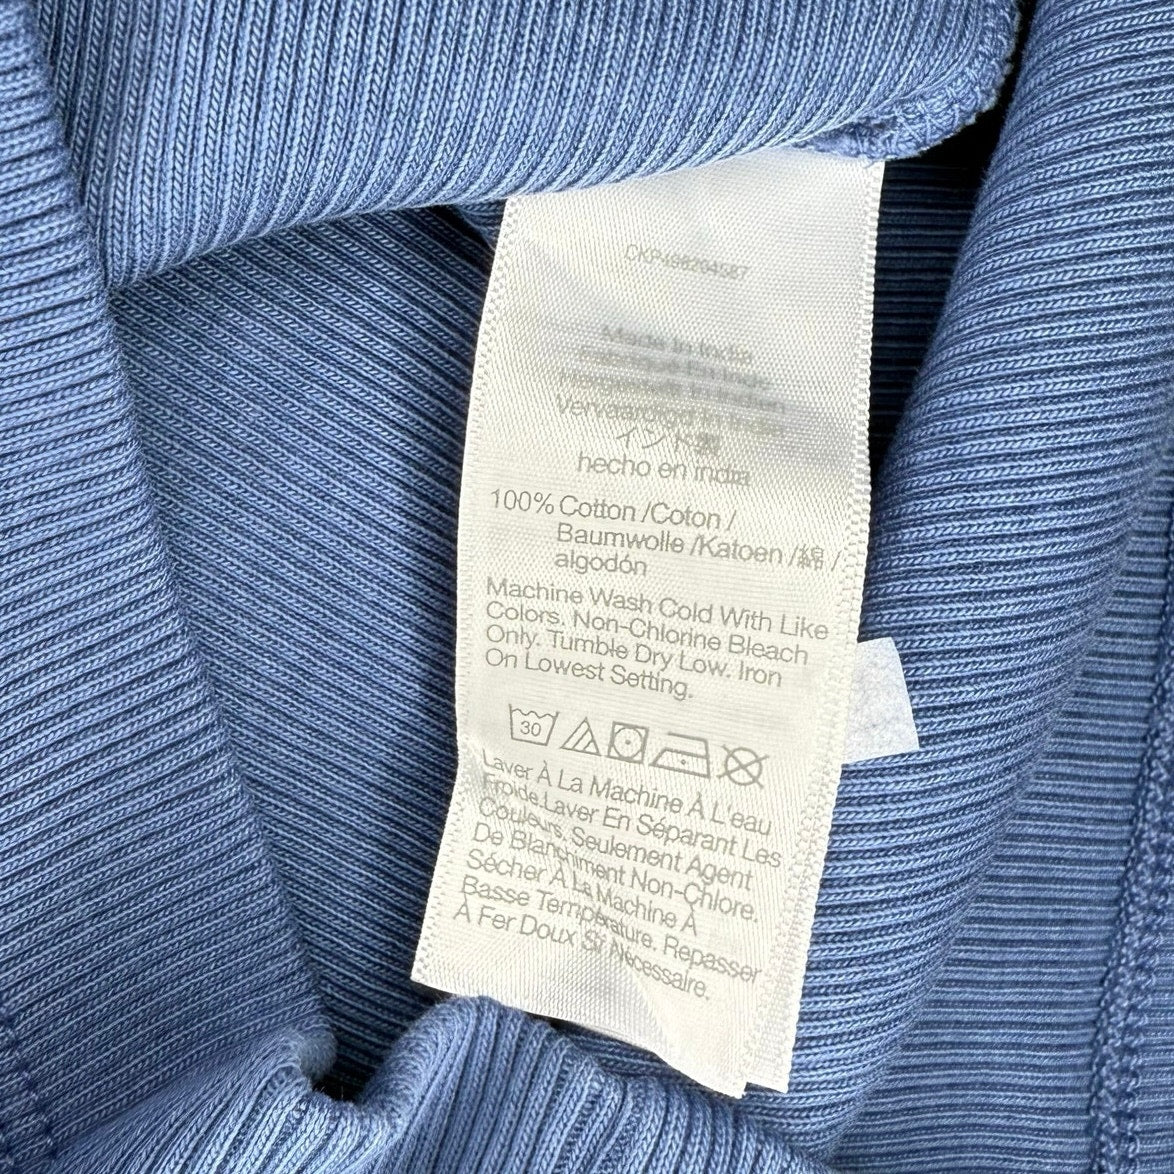 Made in India
Vervaardigd in India
インド製
hecho en india
100% Cotton /Coton /
Baumwolle /Katoen /綿 /
algodón
Machine Wash Cold With Like
Colors. Non-Chlorine Bleach
Only. Tumble Dry Low. Iron
On Lowest Setting.
30
Laver À La Machine À L'eau
Froide.Laver En Séparant Les
Couleurs. Seulement Agent
De Blanchiment Non-Chlore.
Sécher À La Machine À
Basse Température. Repasser
À Fer Doux Si Nécessaire.